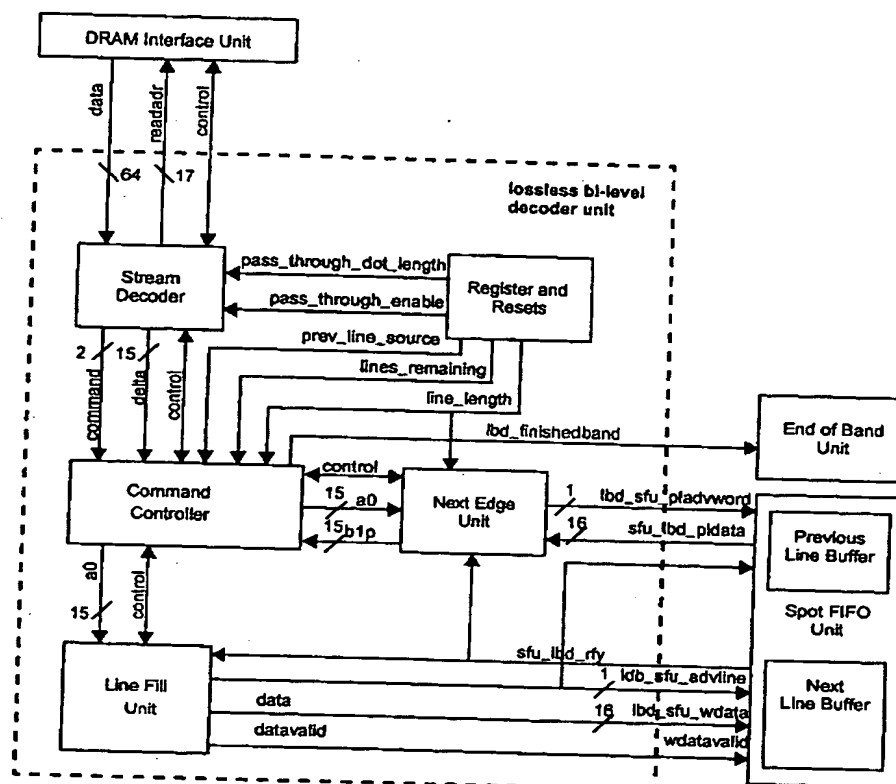 DRAM Interface Unit
data
readadr
control
64
17
lossless bi-level
decoder unit
Stream
Decoder
pass_through_dot_length
pass_through_enable
Register and
Resets
prev_line_source
lines_remaining
line_length
2
15
command
delta
control
lbd_finishedband
End of Band
Unit
Command
Controller
control
15 a0
15 b1p
Next Edge
Unit
1
lbd_sfu_pladvword
16
sfu_lbd_pldata
Previous
Line Buffer
Spot FIFO
Unit
a0
15
control
Line Fill
Unit
sfu_lbd_rfy
1
ldb_sfu_advline
data
16
lbd_sfu_wdata
datavalid
wdatavalid
Next
Line Buffer